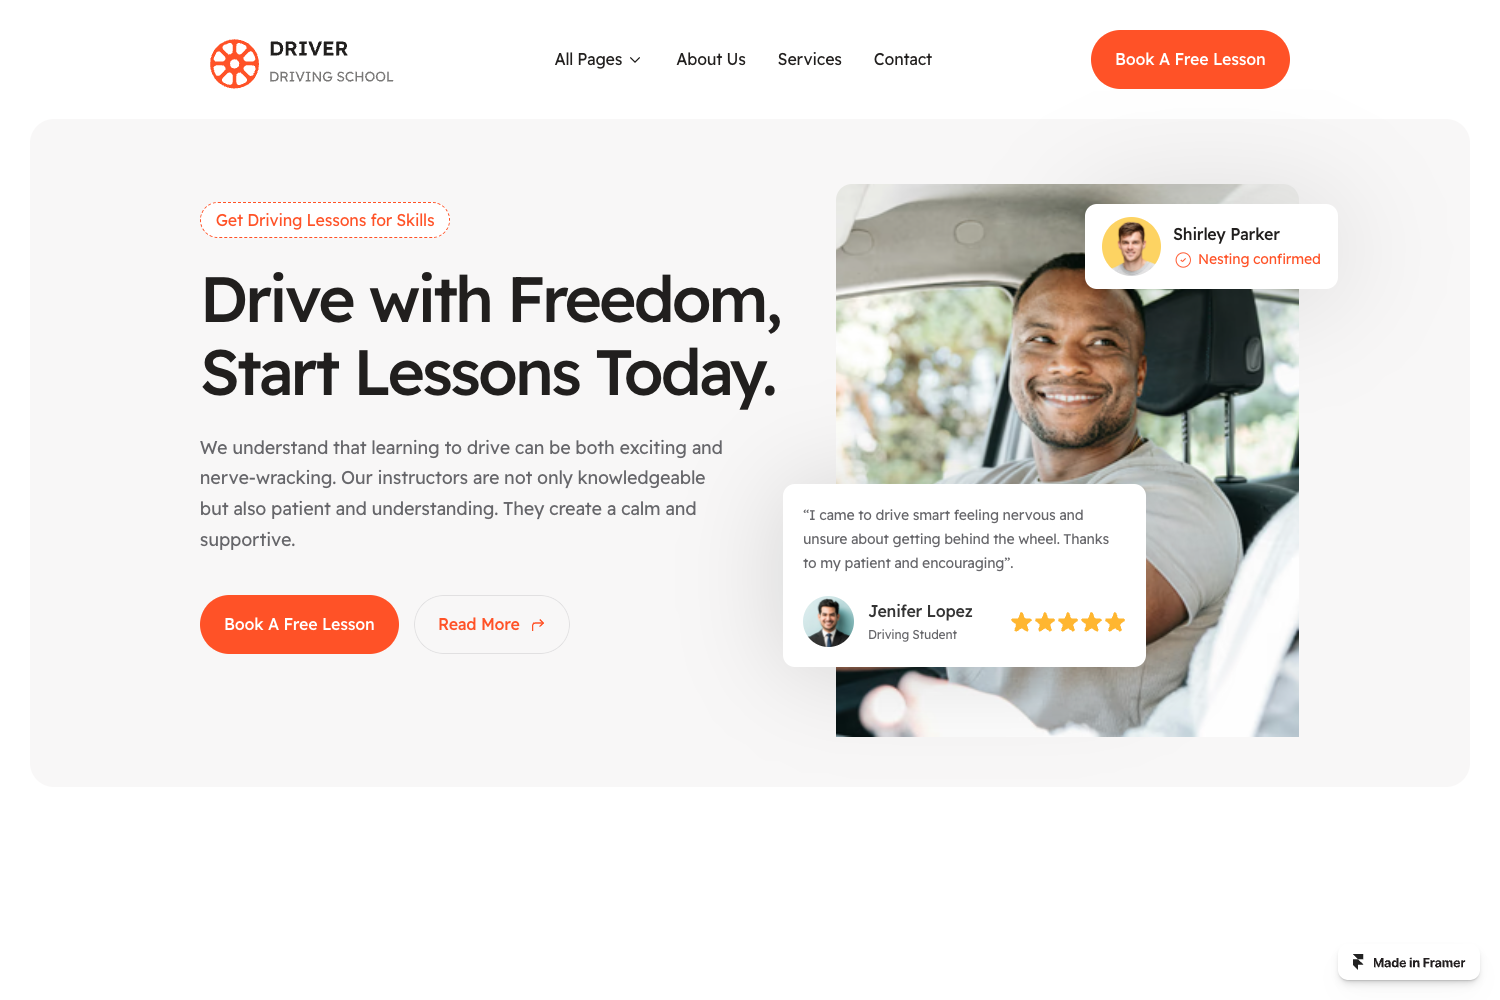 DRIVER
DRIVING SCHOOL
All Pages
About Us
Services
Contact
Book A Free Lesson
Get Driving Lessons for Skills
Drive with Freedom,
Start Lessons Today.
We understand that learning to drive can be both exciting and
nerve-wracking. Our instructors are not only knowledgeable
but also patient and understanding. They create a calm and
supportive.
Book A Free Lesson
Read More
Shirley Parker
Nesting confirmed
“I came to drive smart feeling nervous and
unsure about getting behind the wheel. Thanks
to my patient and encouraging”.
Jenifer Lopez
Driving Student
Made in Framer